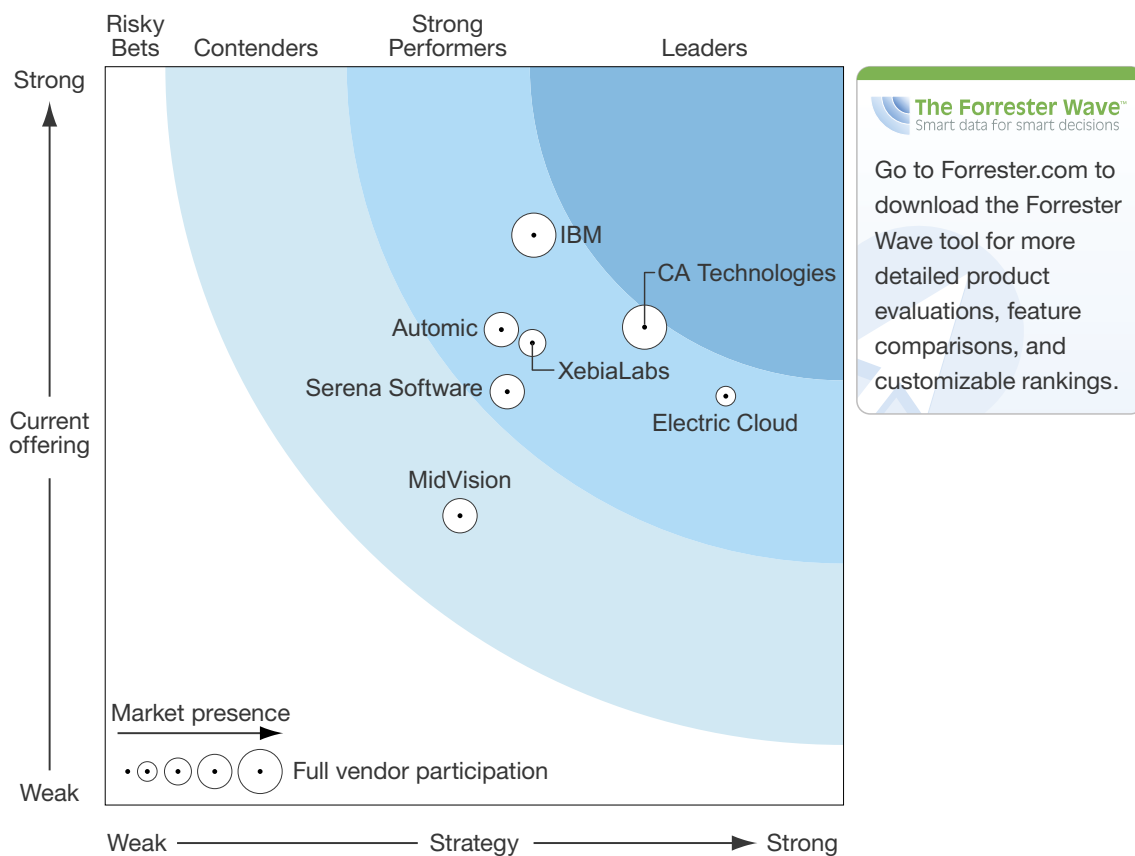 Risky
Bets
Contenders
Strong
Performers
Leaders
Strong
Current
offering
Weak
IBM
CA Technologies
Automic
XebiaLabs
Serena Software
Electric Cloud
MidVision
Market presence
Full vendor participation
Weak
Strategy
Strong
The Forrester Wave™
Smart data for smart decisions
Go to Forrester.com to
download the Forrester
Wave tool for more
detailed product
evaluations, feature
comparisons, and
customizable rankings.